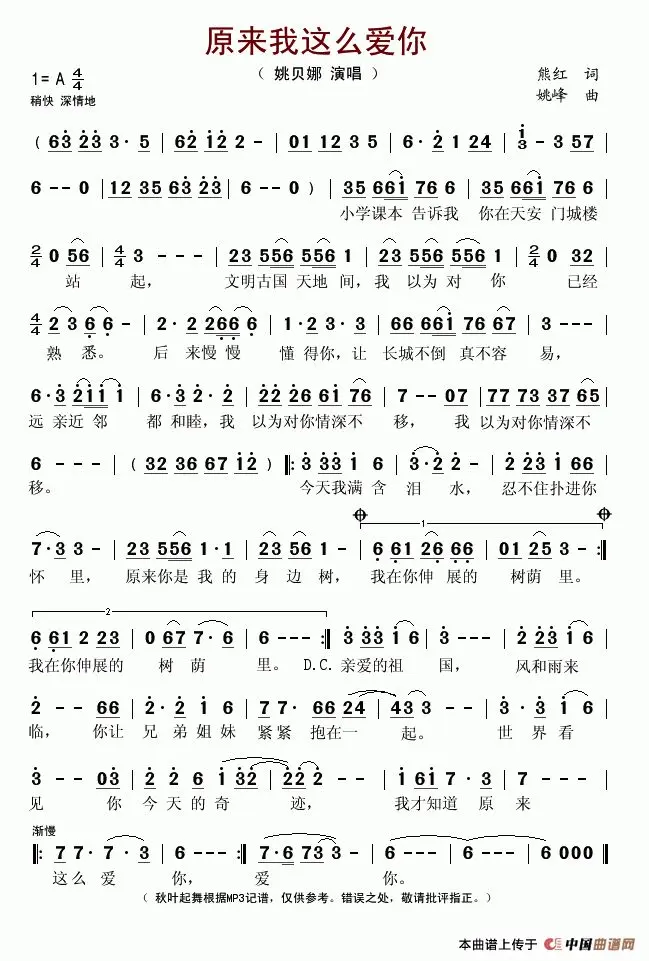 原来我这么爱你
( 姚贝娜 演唱 )
1= A 4/4
熊红 词
稍快 深情地
姚峰 曲
( 63 23 3· 5 | 62 12 2 - | 01 12 3 5 | 6· 2 1 24 | i/3 - 3 57 |
6 - - 0 | 12 35 63 23 | 6 - - 0 ) | 35 661 76 6 | 35 661 76 6 |
小学课本 告诉我 你在天安 门城楼
2/4 0 56 | 4/4 3 - - - | 23 556 556 1 | 23 556 556 1 | 2/4 0 32 |
站 起， 文明古国 天地 间，我 以为 对 你 已经
4/4 2 3 6 6 - | 2· 2 266 6 | 1· 2 3· 3 | 66 661 76 67 | 3 - - - |
熟 悉。 后 来慢 慢 懂 得你，让 长城不倒 真不容 易，
6·3 211 1 | 6· 3 2· 2 | 22 26 61 76 | 7 - - 07 | 77 73 37 65 |
远 亲近 邻 都 和睦，我 以为对你情深不 移， 我 以为对你情深不
6 - - - | ( 32 36 67 12 ) |: 3 33 1 6 | 3·2 2 - | 2 23 1 66 |
移。 今天我满 含 泪 水， 忍不住扑进你
1
7·3 3 - | 23 556 1·1 | 23 56 1 - | 6 61 26 66 | 01 25 3 - :|
怀 里， 原来你是 我 的 身 边 树， 我在你伸 展的 树荫 里。
2
6 61 2 23 | 0 67 7· 6 | 6 - - - :| 3 33 1 6 | 3 - - - | 2 223 1 6 |
我在你伸展的 树 荫 里。 D.C. 亲爱的祖 国， 风和雨来
2 - - 66 | 6 6 6 6 | 7 7· 66 24 | 43 3 - - | 7 7 6 7 |
临， 你让 兄 弟 姐 妹 紧 紧 抱在一 起。 世 界 看
3 - - 03 | 2 2 6 1 32 | 22 2 - - | 1 61 7 7 | 3 - - - |
见 你 今 天 的 奇 迹， 我才知道 原 来
渐慢
|: 7 7· 7·3 | 6 - - - :| 7·6 73 3 - | 6 - - - | 6 000 ||
这 么 爱 你， 爱 你。
( 秋叶起舞根据MP3记谱，仅供参考。错误之处，敬请批评指正。)
本曲谱上传于 中国曲谱网